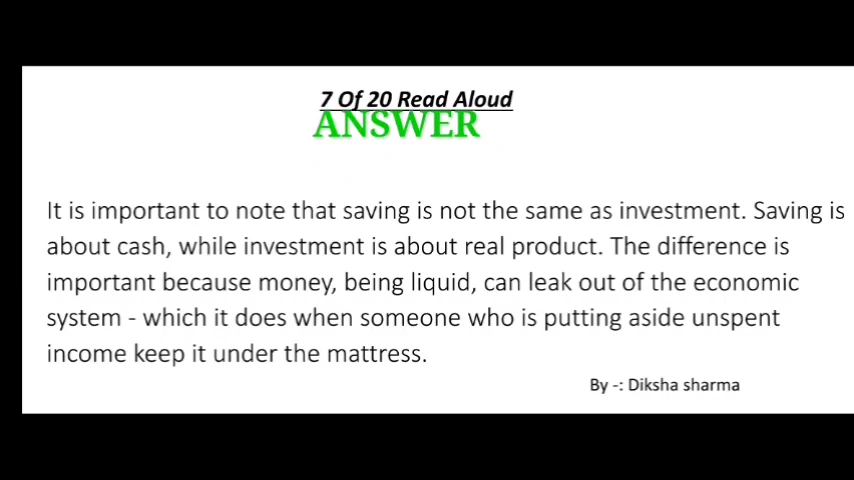 7 Of 20 Read Aloud
ANSWER
It is important to note that saving is not the same as investment. Saving is
about cash, while investment is about real product. The difference is
important because money, being liquid, can leak out of the economic
system - which it does when someone who is putting aside unspent
income keep it under the mattress.
By -: Diksha sharma